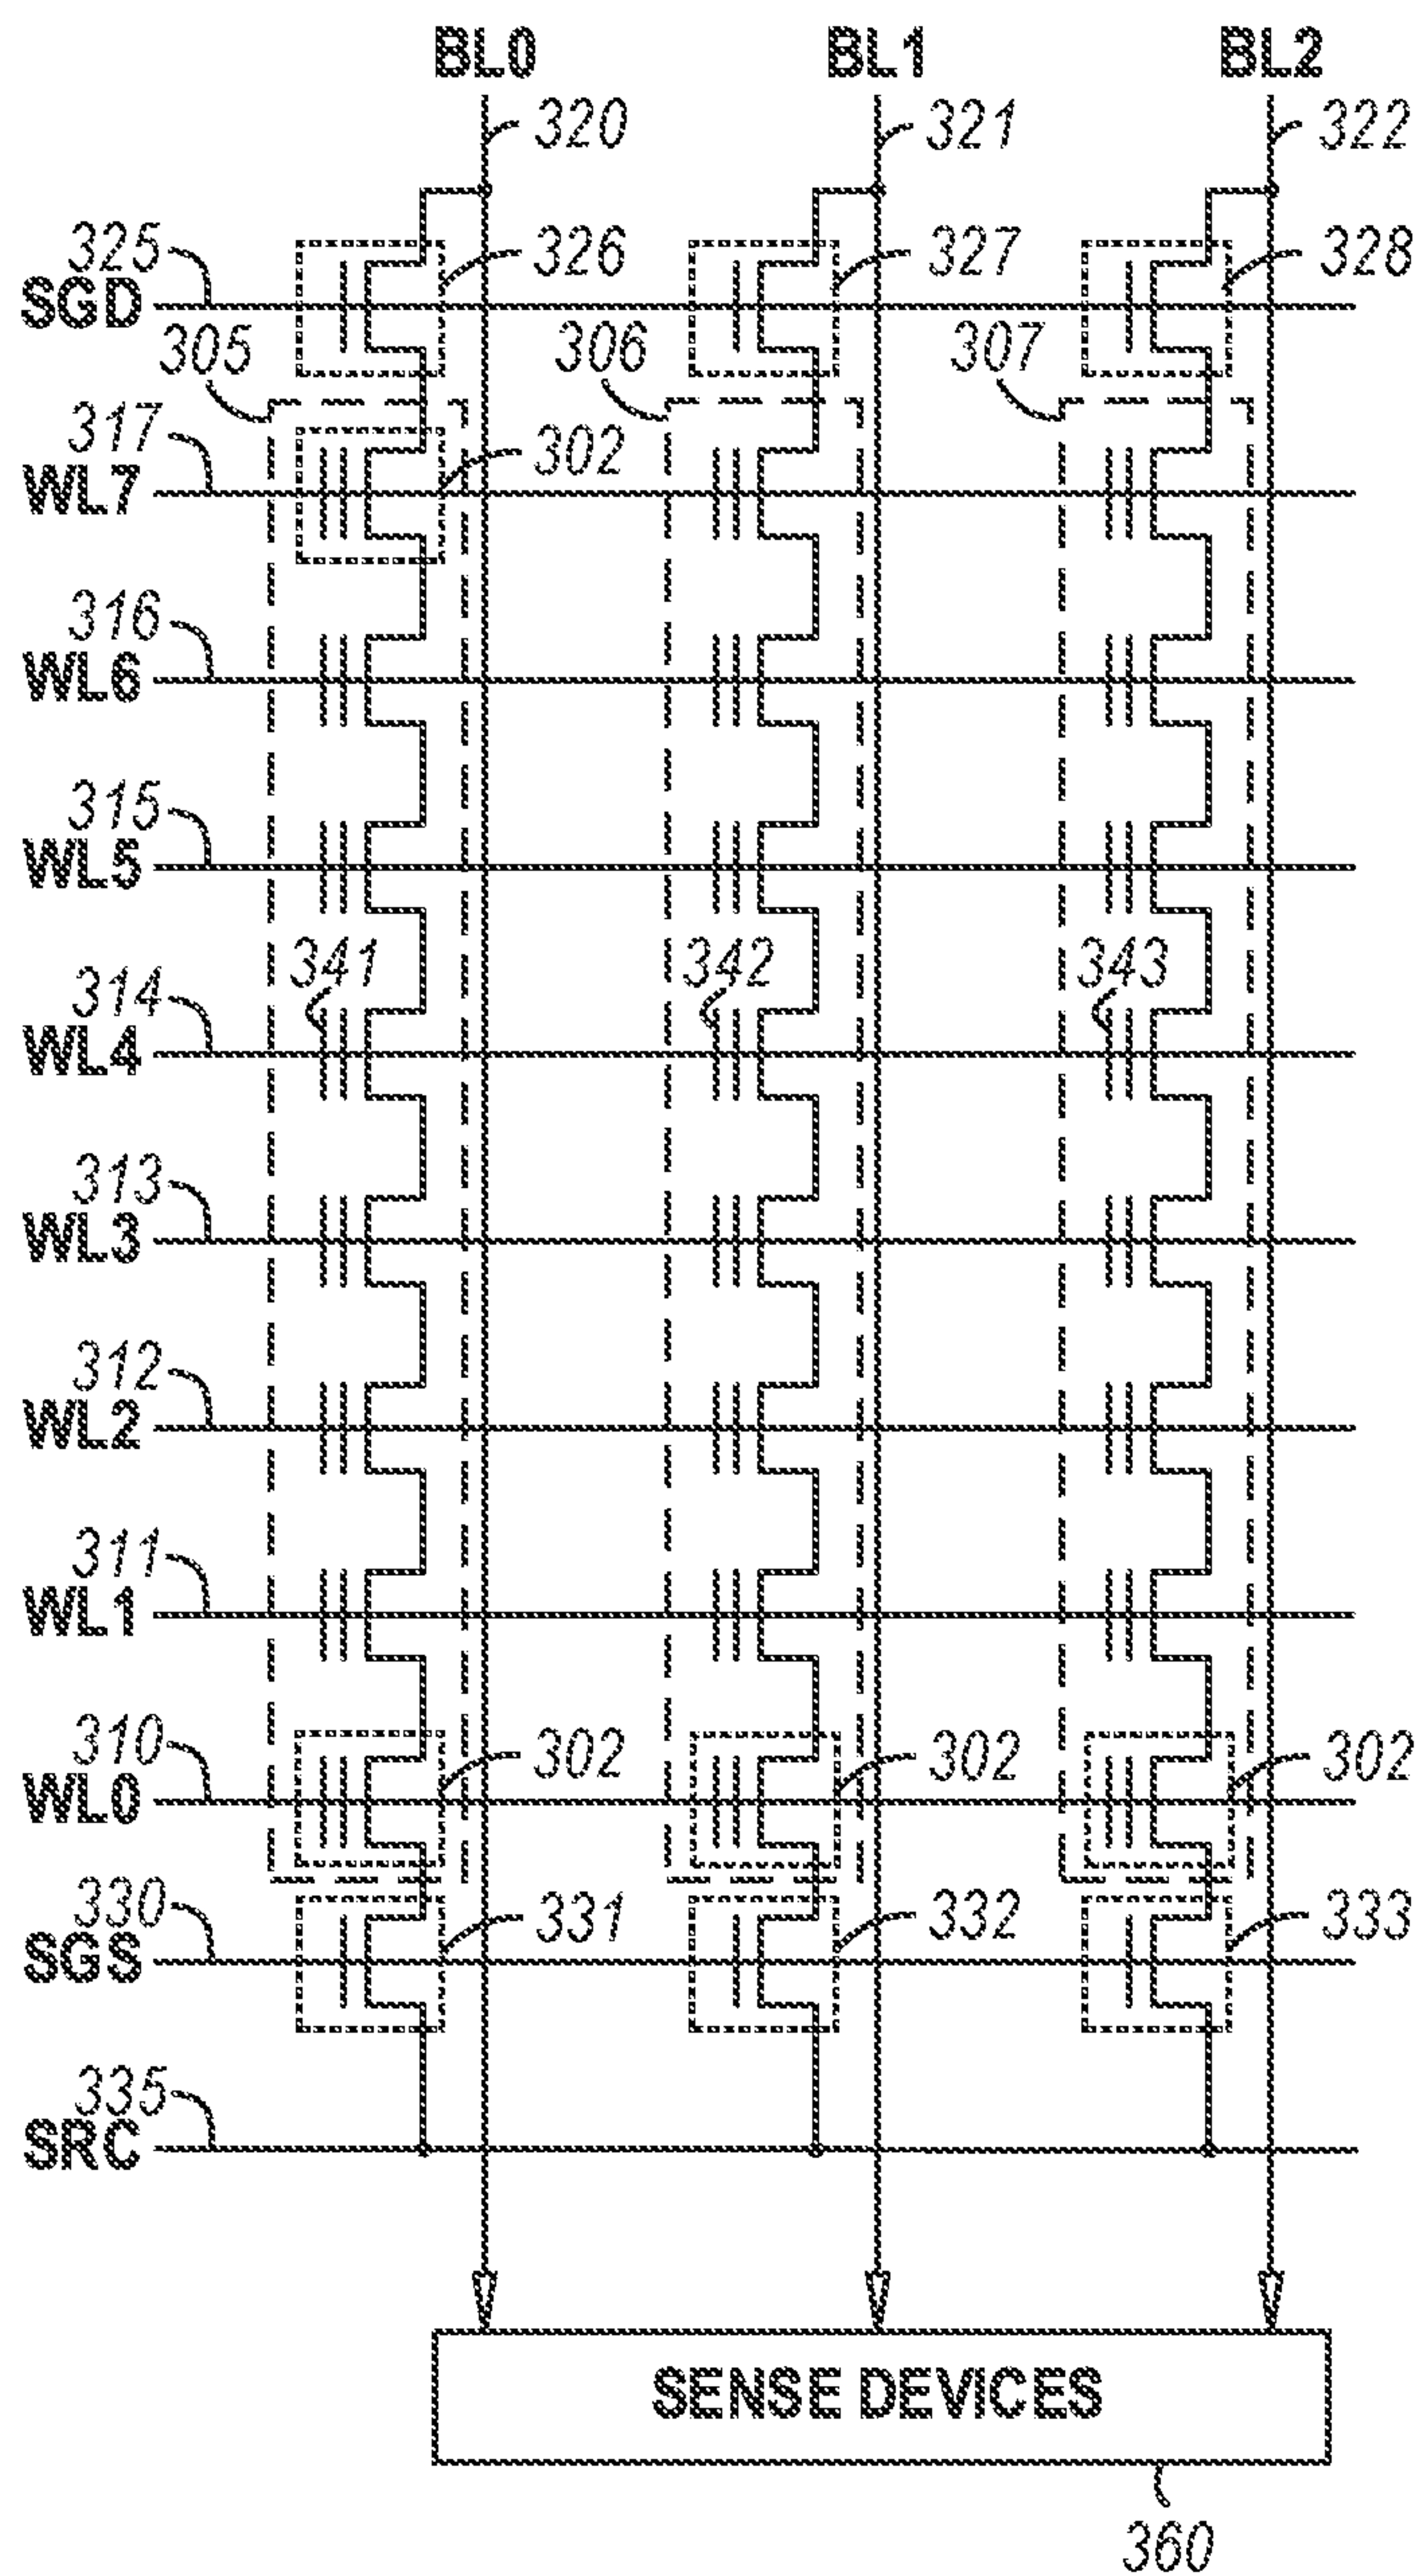 BL0 BL1 BL2
320 321 322
325 326 327 328
SGD
305 306 307
317 302
WL7
316
WL6
315
WL5
341 342 343
314
WL4
313
WL3
312
WL2
311
WL1
310 302 302 302
WL0
330 331 332 333
SGS
335
SRC
SENSE DEVICES
360